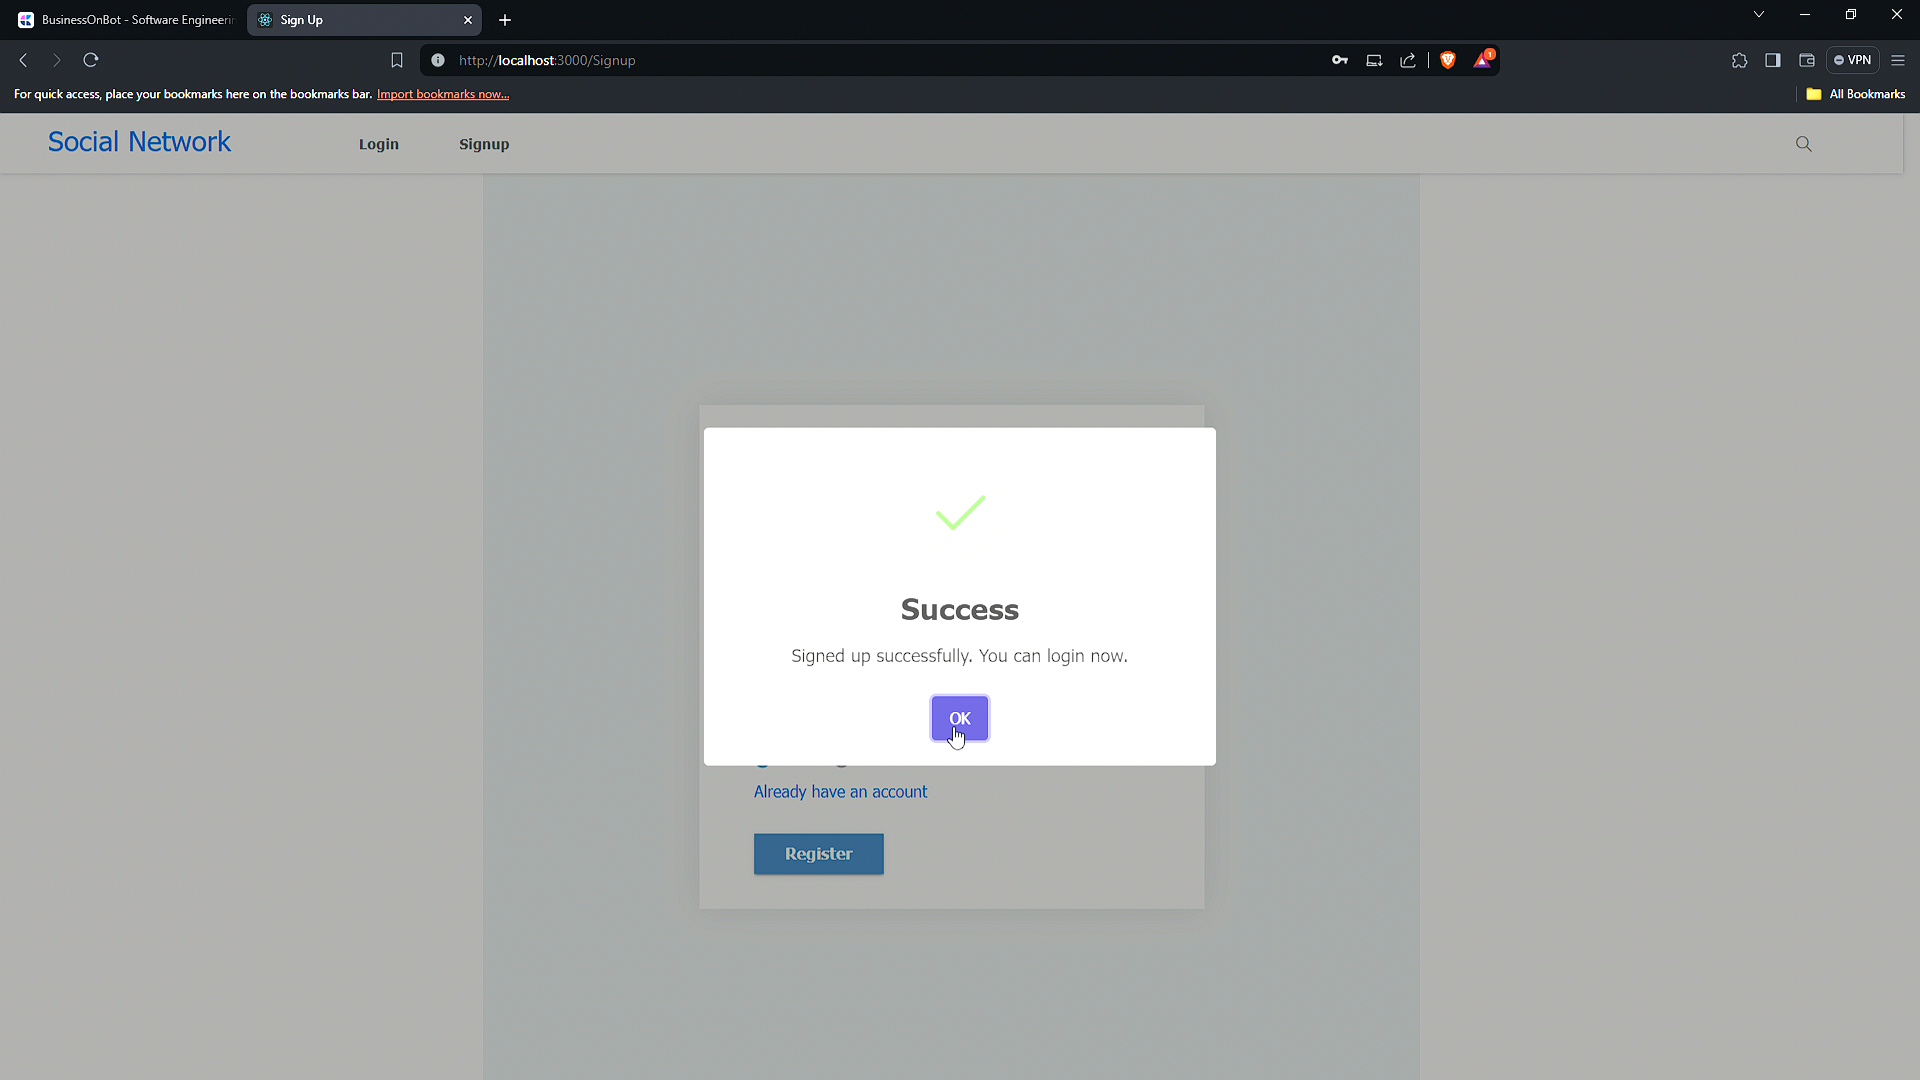 BusinessOnBot - Software Engineerin
Sign Up
http://localhost:3000/Signup
1
VPN
For quick access, place your bookmarks here on the bookmarks bar. Import bookmarks now...
All Bookmarks
Social Network
Login
Signup
Success
Signed up successfully. You can login now.
OK
Already have an account
Register